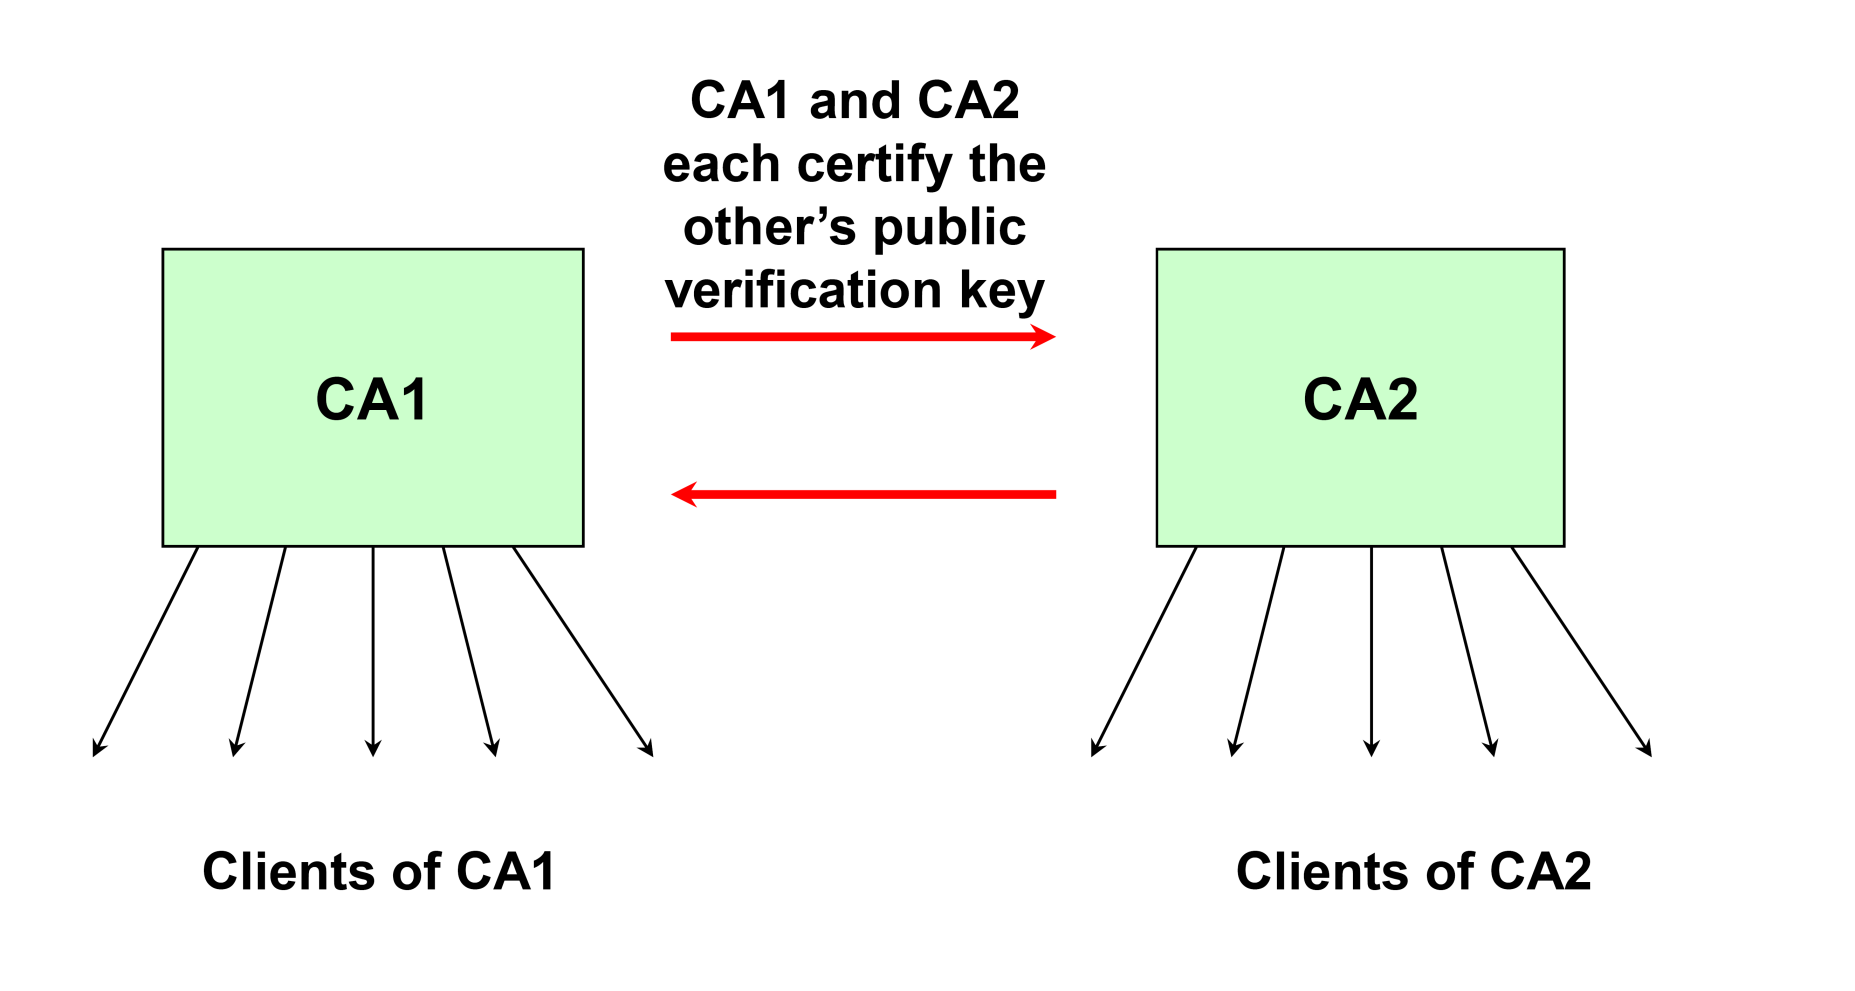 CA1 and CA2
each certify the
other’s public
verification key
CA1
CA2
Clients of CA1
Clients of CA2